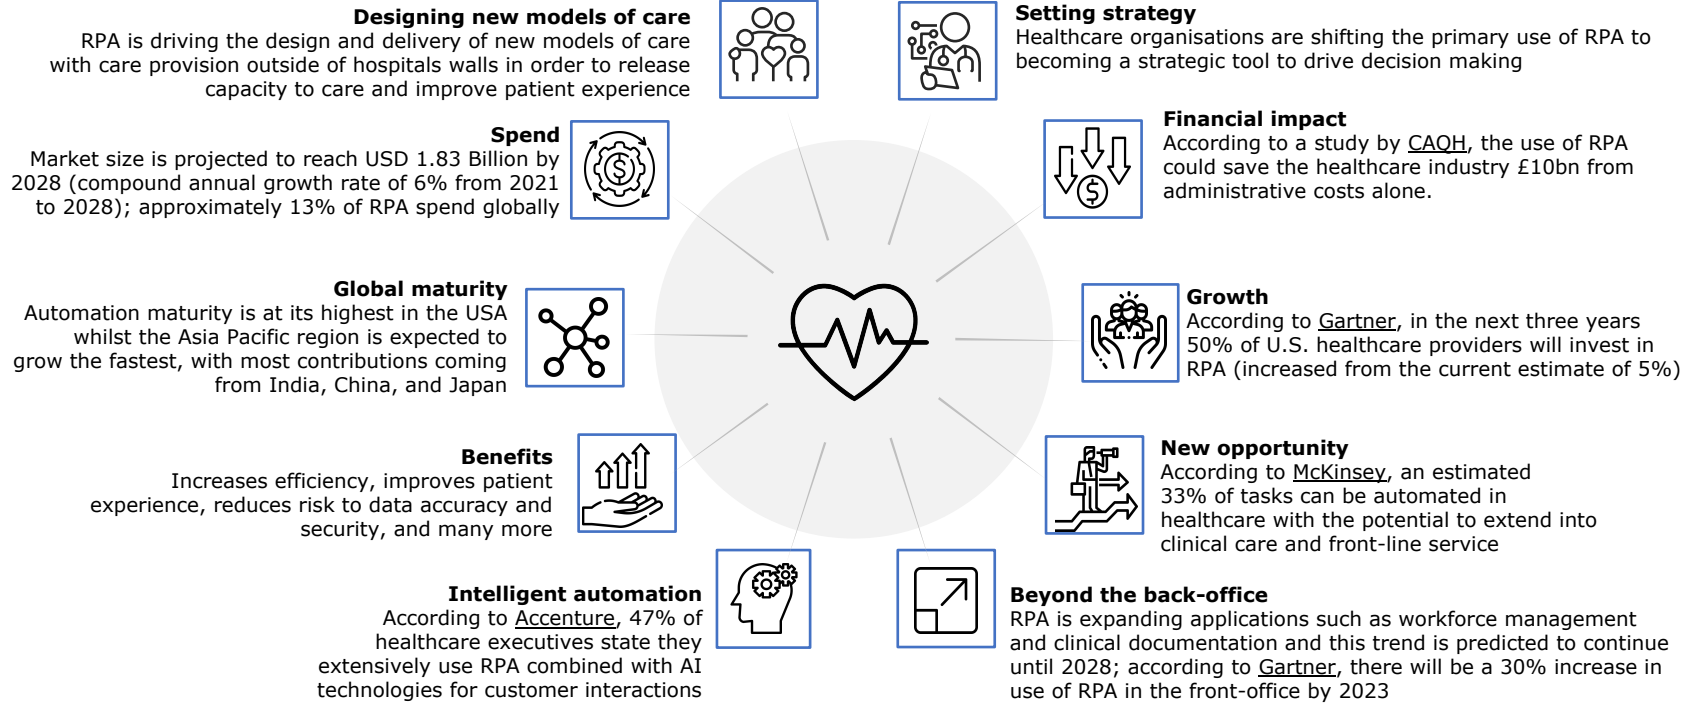 Designing new models of care
RPA is driving the design and delivery of new models of care
with care provision outside of hospitals walls in order to release
capacity to care and improve patient experience
Spend
Market size is projected to reach USD 1.83 Billion by
2028 (compound annual growth rate of 6% from 2021
to 2028); approximately 13% of RPA spend globally
Global maturity
Automation maturity is at its highest in the USA
whilst the Asia Pacific region is expected to
grow the fastest, with most contributions coming
from India, China, and Japan
Benefits
Increases efficiency, improves patient
experience, reduces risk to data accuracy and
security, and many more
Intelligent automation
According to Accenture, 47% of
healthcare executives state they
extensively use RPA combined with AI
technologies for customer interactions
Setting strategy
Healthcare organisations are shifting the primary use of RPA to
becoming a strategic tool to drive decision making
Financial impact
According to a study by CAQH, the use of RPA
could save the healthcare industry £10bn from
administrative costs alone.
Growth
According to Gartner, in the next three years
50% of U.S. healthcare providers will invest in
RPA (increased from the current estimate of 5%)
New opportunity
According to McKinsey, an estimated
33% of tasks can be automated in
healthcare with the potential to extend into
clinical care and front-line service
Beyond the back-office
RPA is expanding applications such as workforce management
and clinical documentation and this trend is predicted to continue
until 2028; according to Gartner, there will be a 30% increase in
use of RPA in the front-office by 2023